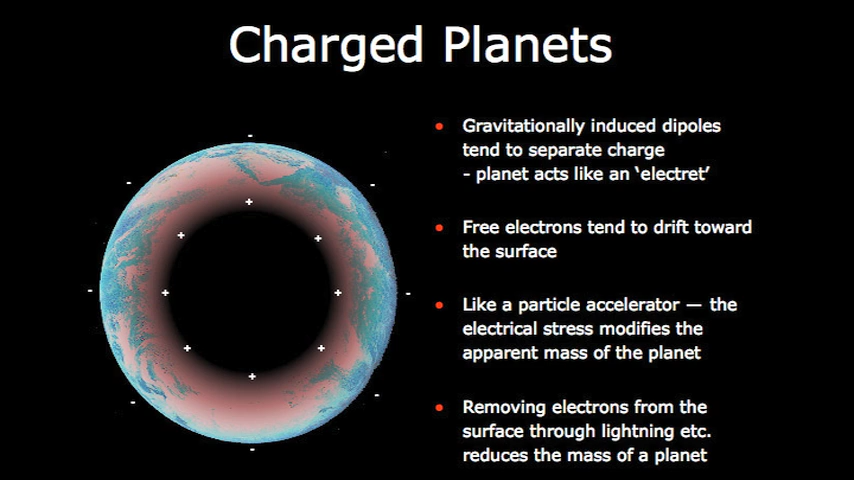 Charged Planets
• Gravitationally induced dipoles
tend to separate charge
- planet acts like an ‘electret’
• Free electrons tend to drift toward
the surface
• Like a particle accelerator — the
electrical stress modifies the
apparent mass of the planet
• Removing electrons from the
surface through lightning etc.
reduces the mass of a planet